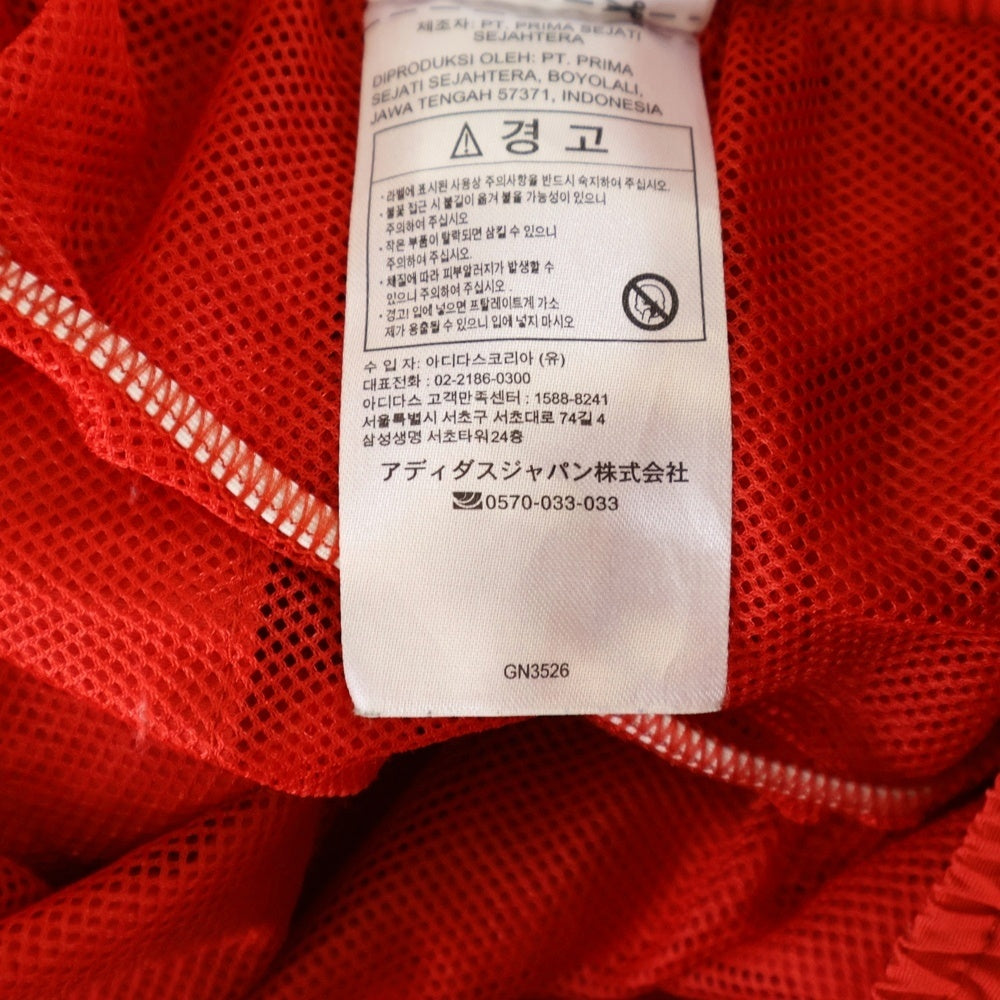 제조자: PT. PRIMA SEJATI
SEJAHTERA
DIPRODUKSI OLEH: PT. PRIMA
SEJATI SEJAHTERA, BOYOLALI,
JAWA TENGAH 57371, INDONESIA
경 고
· 라벨에 표시된 사용상 주의사항을 반드시 숙지하여 주십시오.
· 불꽃 접근 시 불길이 옮겨 붙을 가능성이 있으니
주의하여 주십시오
· 작은 부품이 탈락되면 삼킬 수 있으니
주의하여 주십시오.
· 체질에 따라 피부알러지가 발생할 수
있으니 주의하여 주십시오 .
· 경고! 입에 넣으면 프탈레이트계 가소
제가 용출될 수 있으니 입에 넣지 마시오
수 입 자: 아디다스코리아 (유)
대표전화 : 02-2186-0300
아디다스 고객만족센터 : 1588-8241
서울특별시 서초구 서초대로 74길 4
삼성생명 서초타워 24층
アディダスジャパン株式会社
0570-033-033
GN3526